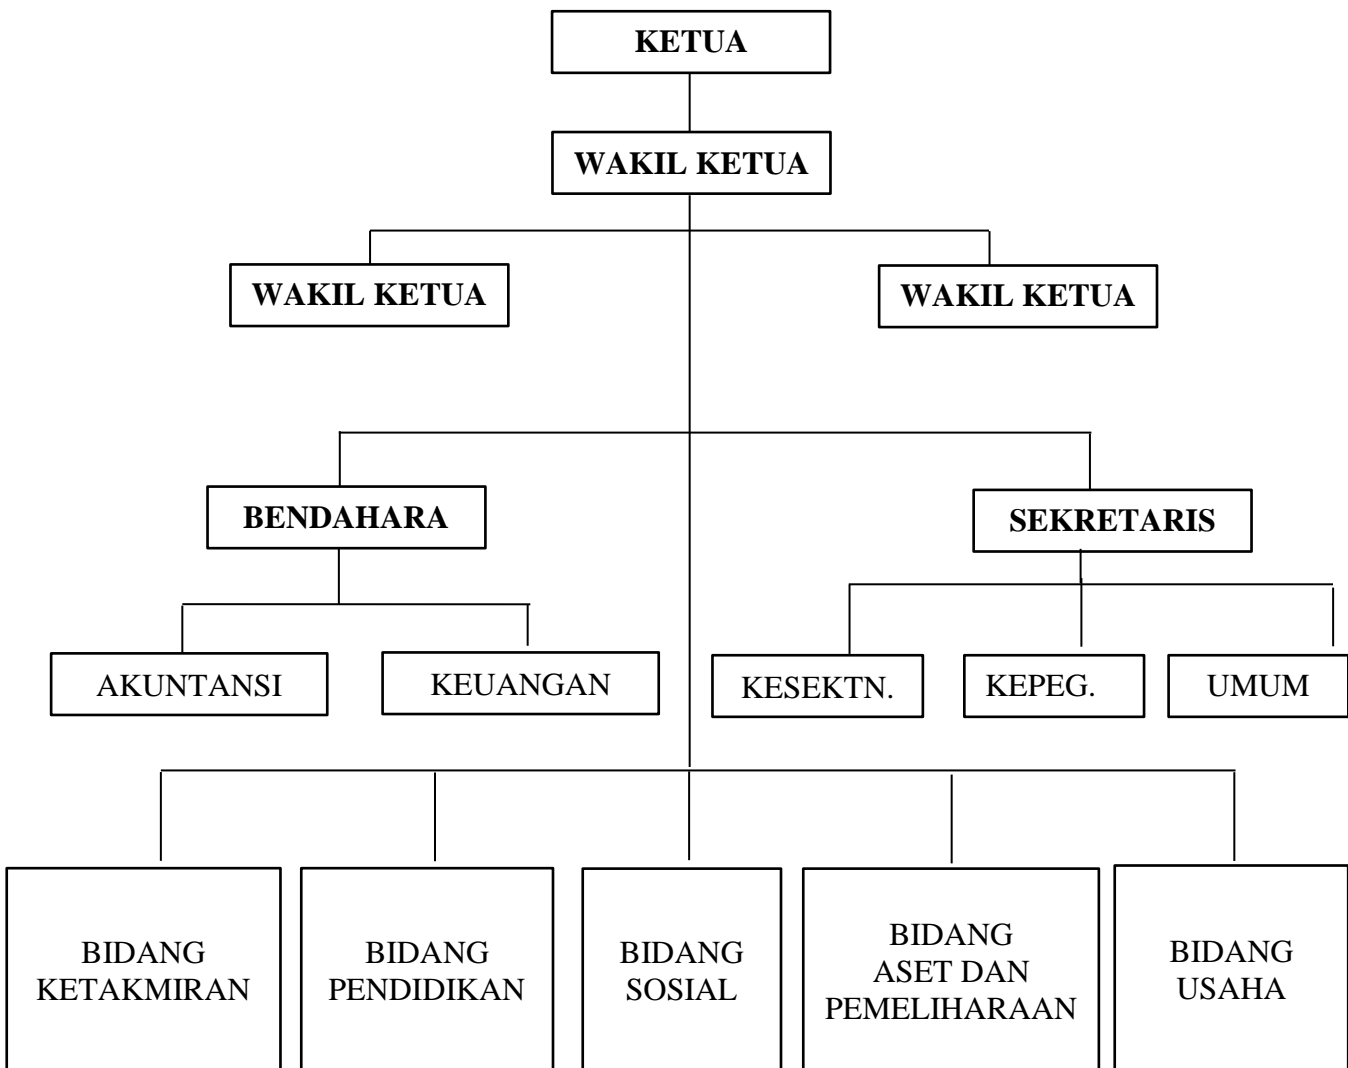 KETUA
WAKIL KETUA
WAKIL KETUA
WAKIL KETUA
BENDAHARA
SEKRETARIS
AKUNTANSI
KEUANGAN
KESEKTN.
KEPEG.
UMUM
BIDANG
KETAKMIRAN
BIDANG
PENDIDIKAN
BIDANG
SOSIAL
BIDANG
ASET DAN
PEMELIHARAAN
BIDANG
USAHA